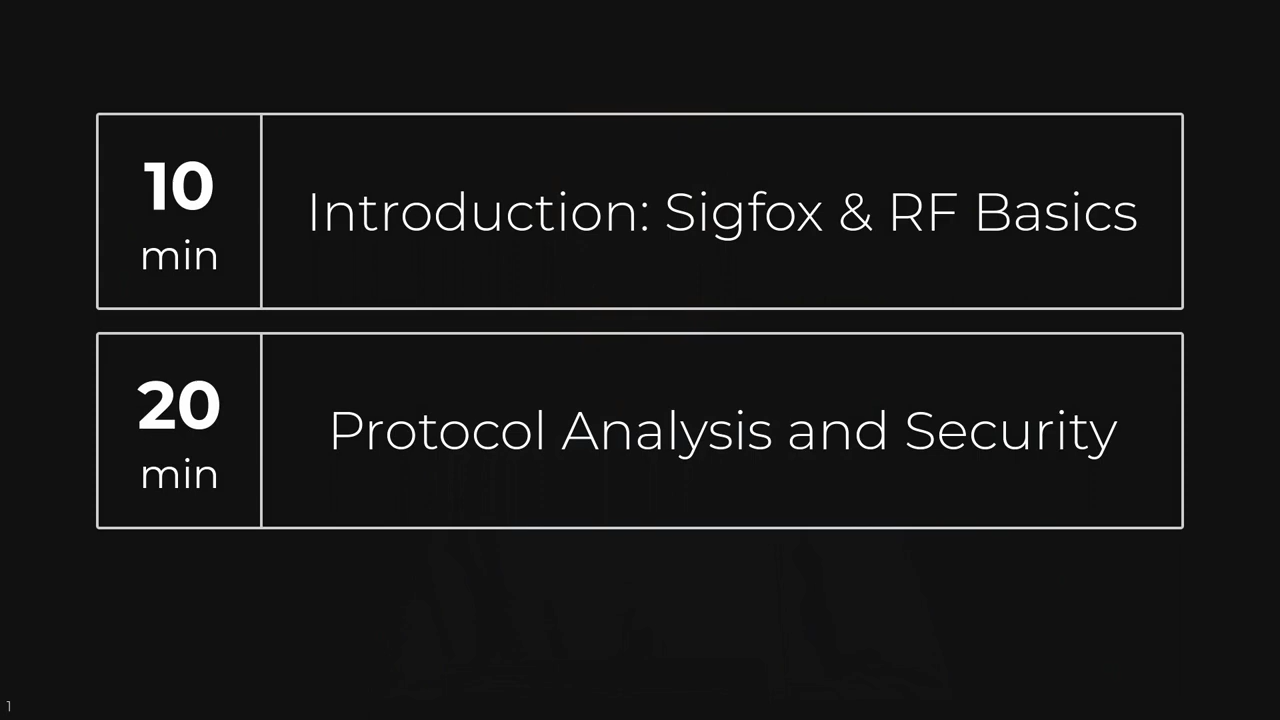 10
min
Introduction: Sigfox & RF Basics
20
min
Protocol Analysis and Security
1